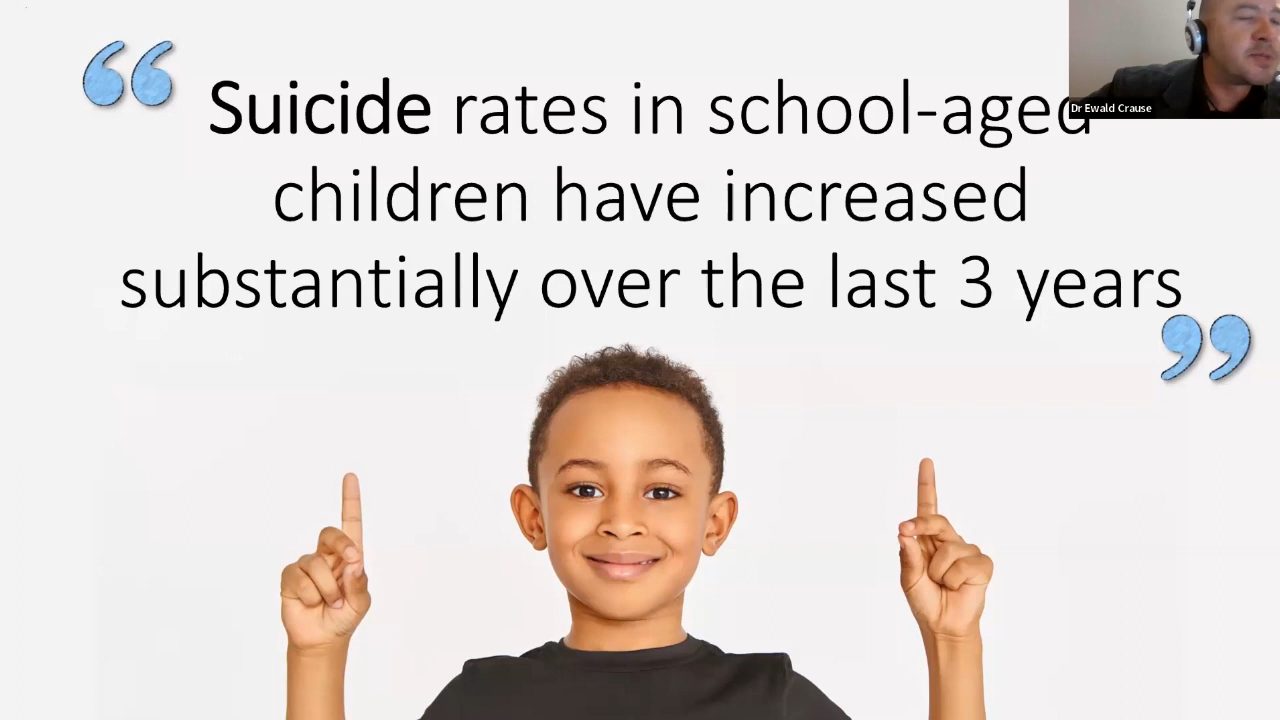 “ Suicide rates in school-aged
children have increased
substantially over the last 3 years ”
Dr Ewald Crause